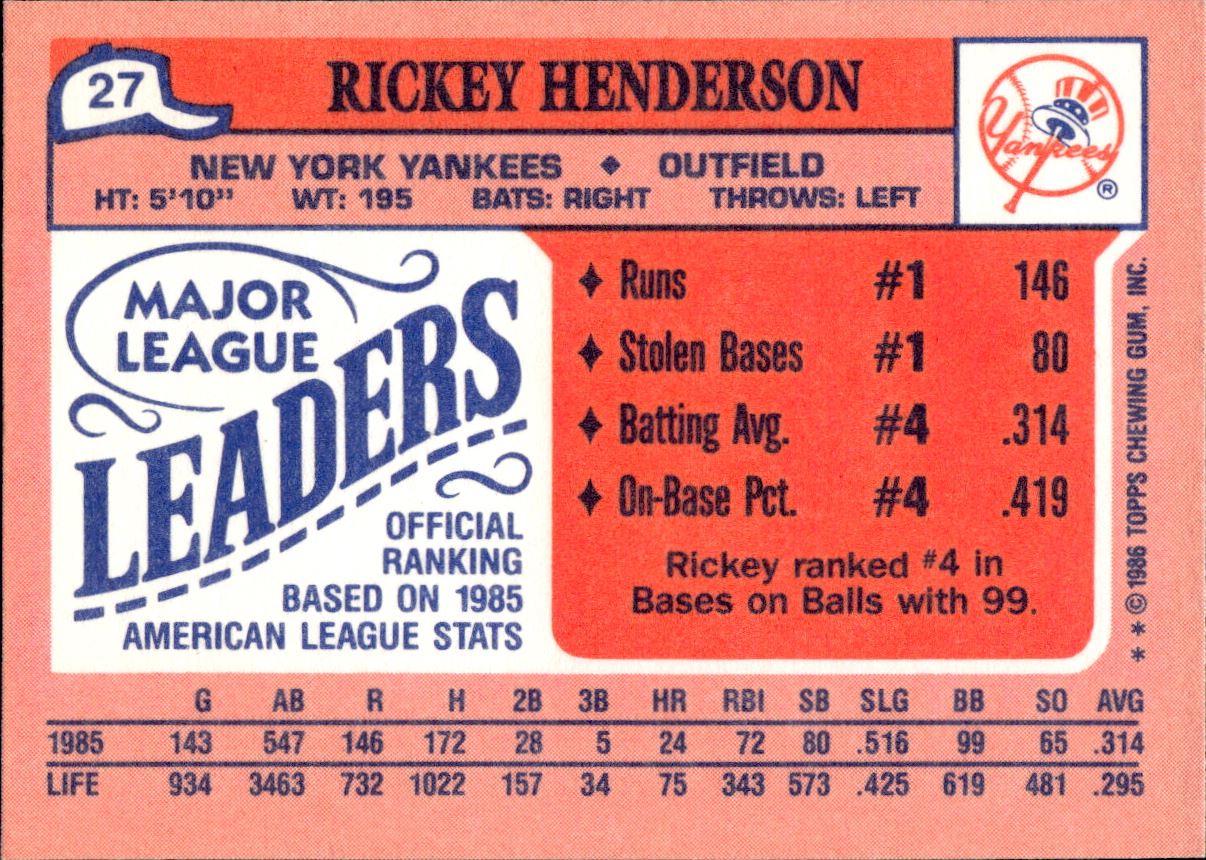 27
RICKEY HENDERSON
NEW YORK YANKEES ♦ OUTFIELD
HT: 5'10" WT: 195 BATS: RIGHT THROWS: LEFT
Yankees
®
MAJOR
LEAGUE
LEADERS
OFFICIAL
RANKING
BASED ON 1985
AMERICAN LEAGUE STATS
♦ Runs #1 146
♦ Stolen Bases #1 80
♦ Batting Avg. #4 .314
♦ On-Base Pct. #4 .419
Rickey ranked #4 in
Bases on Balls with 99.
* * © 1986 TOPPS CHEWING GUM, INC.
G AB R H 2B 3B HR RBI SB SLG BB SO AVG
1985 143 547 146 172 28 5 24 72 80 .516 99 65 .314
LIFE 934 3463 732 1022 157 34 75 343 573 .425 619 481 .295